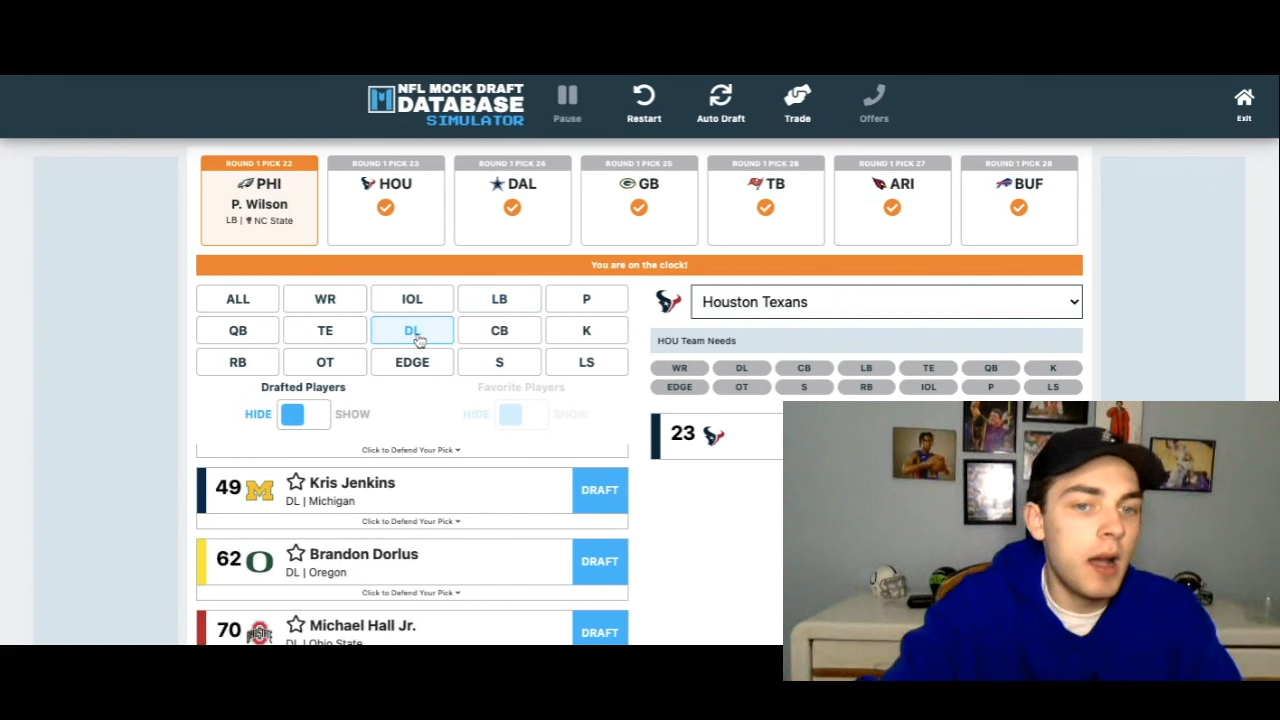 NFL MOCK DRAFT
DATABASE
SIMULATOR
Pause
Restart
Auto Draft
Trade
Offers
Exit
ROUND 1 PICK 22
PHI
P. Wilson
LB | NC State
ROUND 1 PICK 23
HOU
ROUND 1 PICK 24
DAL
ROUND 1 PICK 25
GB
ROUND 1 PICK 26
TB
ROUND 1 PICK 27
ARI
ROUND 1 PICK 28
BUF
You are on the clock!
ALL WR IOL LB P
QB TE DL CB K
RB OT EDGE S LS
Drafted Players
HIDE SHOW
Favorite Players
HIDE SHOW
Click to Defend Your Pick
49 Kris Jenkins
DL | Michigan
DRAFT
Click to Defend Your Pick
62 Brandon Dorlus
DL | Oregon
DRAFT
Click to Defend Your Pick
70 Michael Hall Jr.
DL | Ohio State
DRAFT
Houston Texans
HOU Team Needs
WR DL CB LB TE QB K
EDGE OT S RB IOL P LS
23